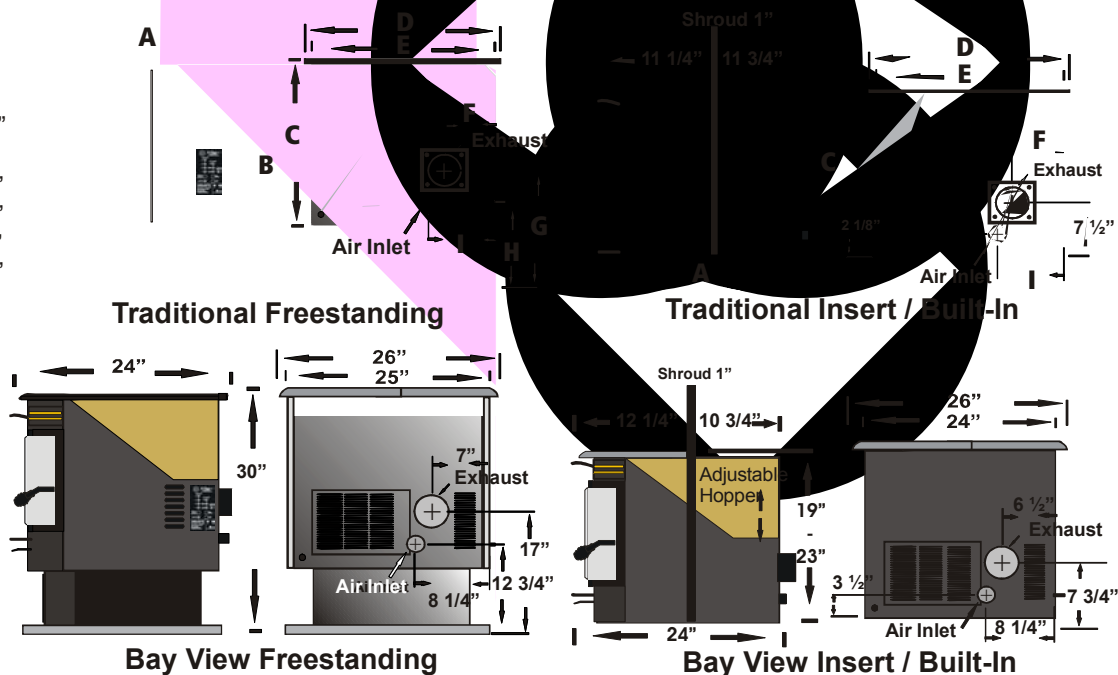 A
D
E
C
B
F
Exhaust
G
H
I
Air Inlet
Traditional Freestanding
Shroud 1”
11 1/4”
11 3/4”
D
E
C
F
Exhaust
2 1/8”
7 ½”
A
Air Inlet
I
Traditional Insert / Built-In
24”
30”
26”
25”
7”
Exhaust
17”
Air Inlet
12 3/4”
8 1/4”
Bay View Freestanding
Shroud 1”
12 1/4”
10 3/4”
Adjustable
Hopper
19”
-
23”
24”
26”
24”
6 ½”
Exhaust
3 ½”
7 3/4”
Air Inlet
8 1/4”
Bay View Insert / Built-In